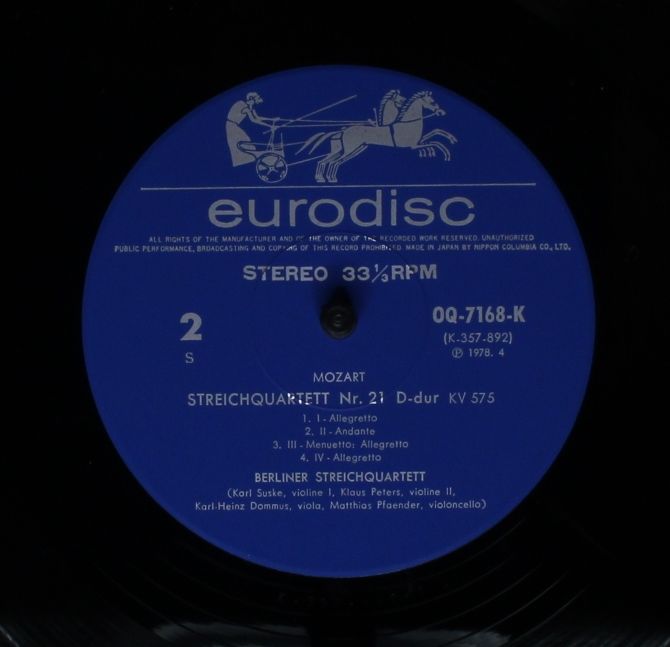 eurodisc
ALL RIGHTS OF THE MANUFACTURER AND OF THE OWNER OF THE RECORDED WORK RESERVED. UNAUTHORIZED
PUBLIC PERFORMANCE, BROADCASTING AND COPYING OF THIS RECORD PROHIBITED. MADE IN JAPAN BY NIPPON COLUMBIA CO., LTD.
STEREO 33⅓RPM
2
S
OQ-7168-K
(K-357-892)
Ⓟ 1978. 4
MOZART
STREICHQUARTETT Nr. 21 D-dur KV 575
1. I - Allegretto
2. II - Andante
3. III - Menuetto: Allegretto
4. IV - Allegretto
BERLINER STREICHQUARTETT
(Karl Suske, violine I, Klaus Peters, violine II,
Karl-Heinz Dommus, viola, Matthias Pfaender, violoncello)